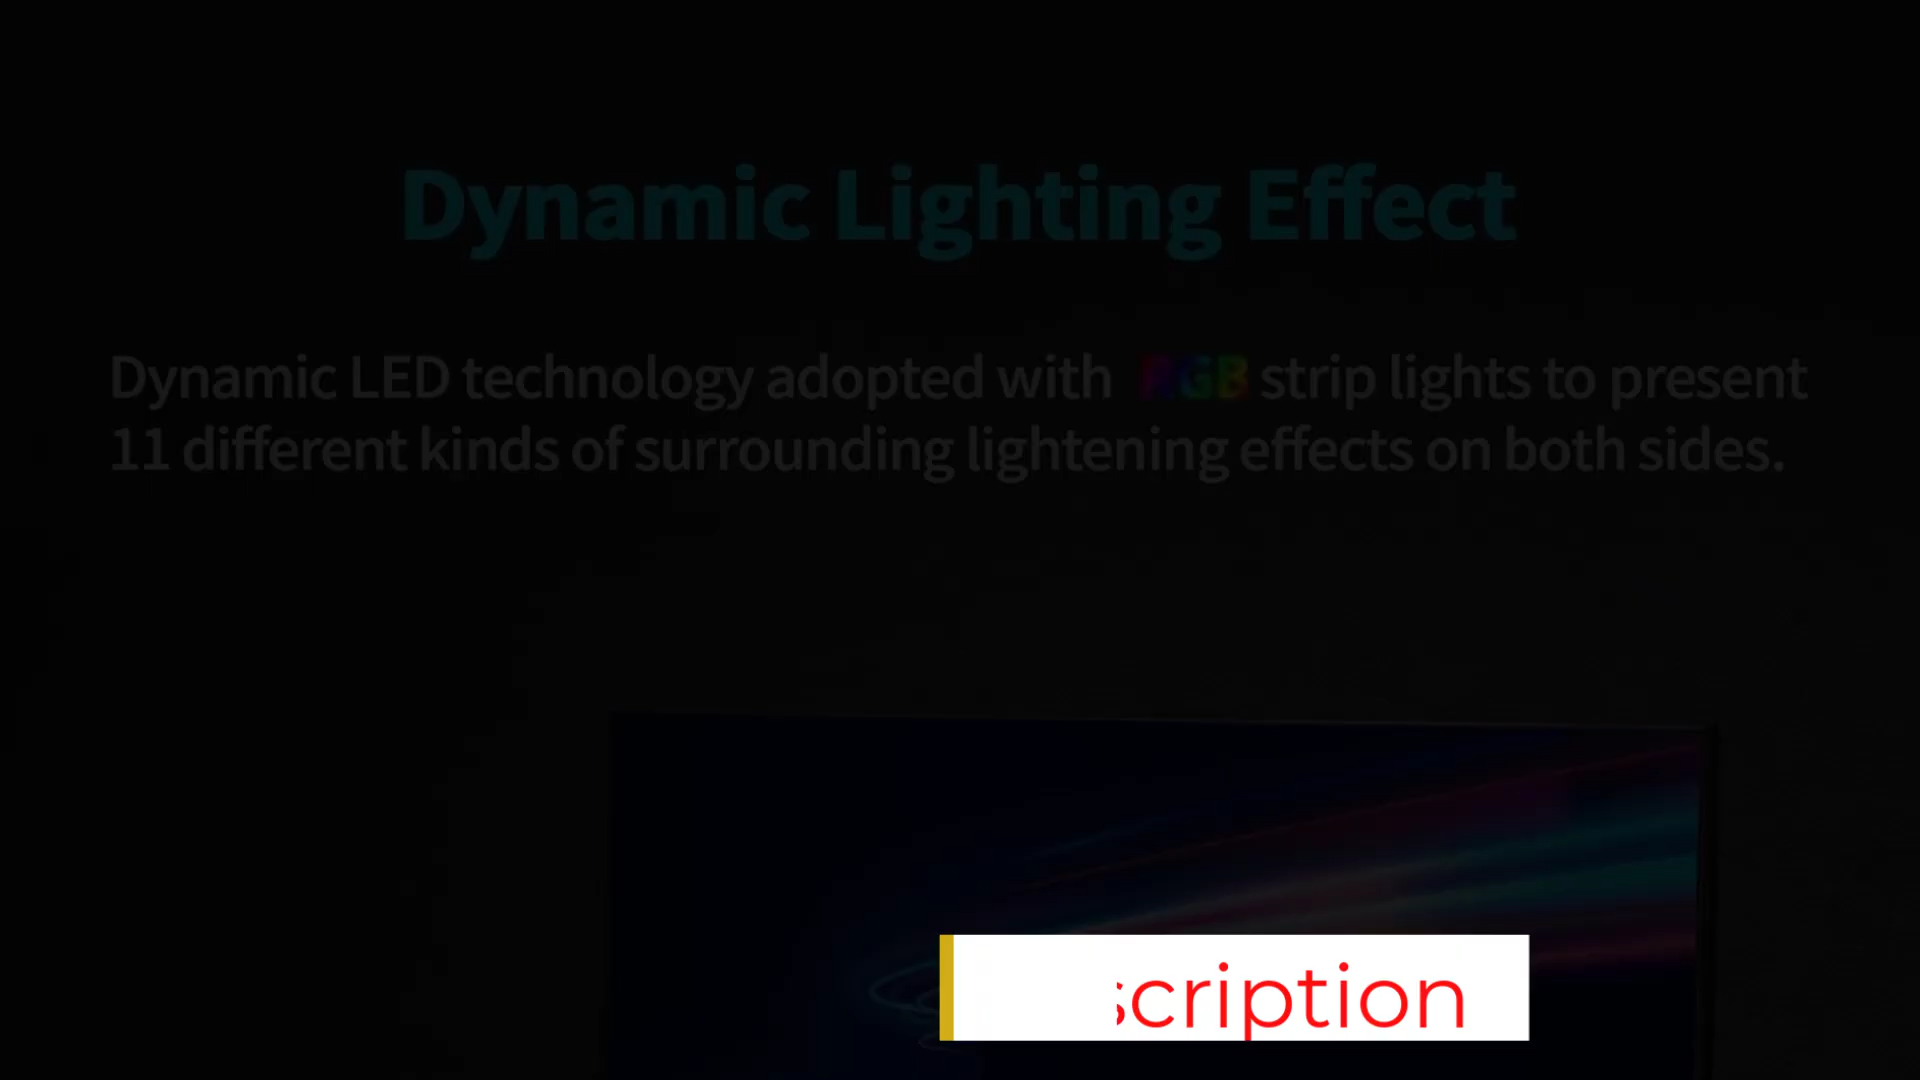 Dynamic Lighting Effect
Dynamic LED technology adopted with RGB strip lights to present
11 different kinds of surrounding lightening effects on both sides.
scription